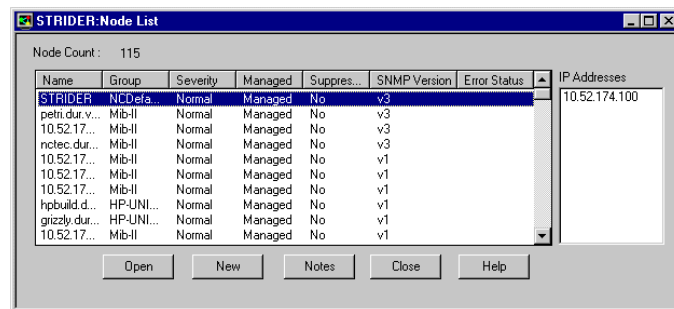 STRIDER:Node List
Node Count : 115
Name Group Severity Managed Suppres... SNMP Version Error Status IP Addresses
STRIDER NCDefa... Normal Managed No v3 10.52.174.100
petri.dur.v... Mib-II Normal Managed No v3
10.52.17... Mib-II Normal Managed No v3
nctec.dur... Mib-II Normal Managed No v3
10.52.17... Mib-II Normal Managed No v1
10.52.17... Mib-II Normal Managed No v1
10.52.17... Mib-II Normal Managed No v1
hpbuild.d... HP-UNI... Normal Managed No v1
grizzly.dur... HP-UNI... Normal Managed No v1
10.52.17... Mib-II Normal Managed No v1
Open New Notes Close Help